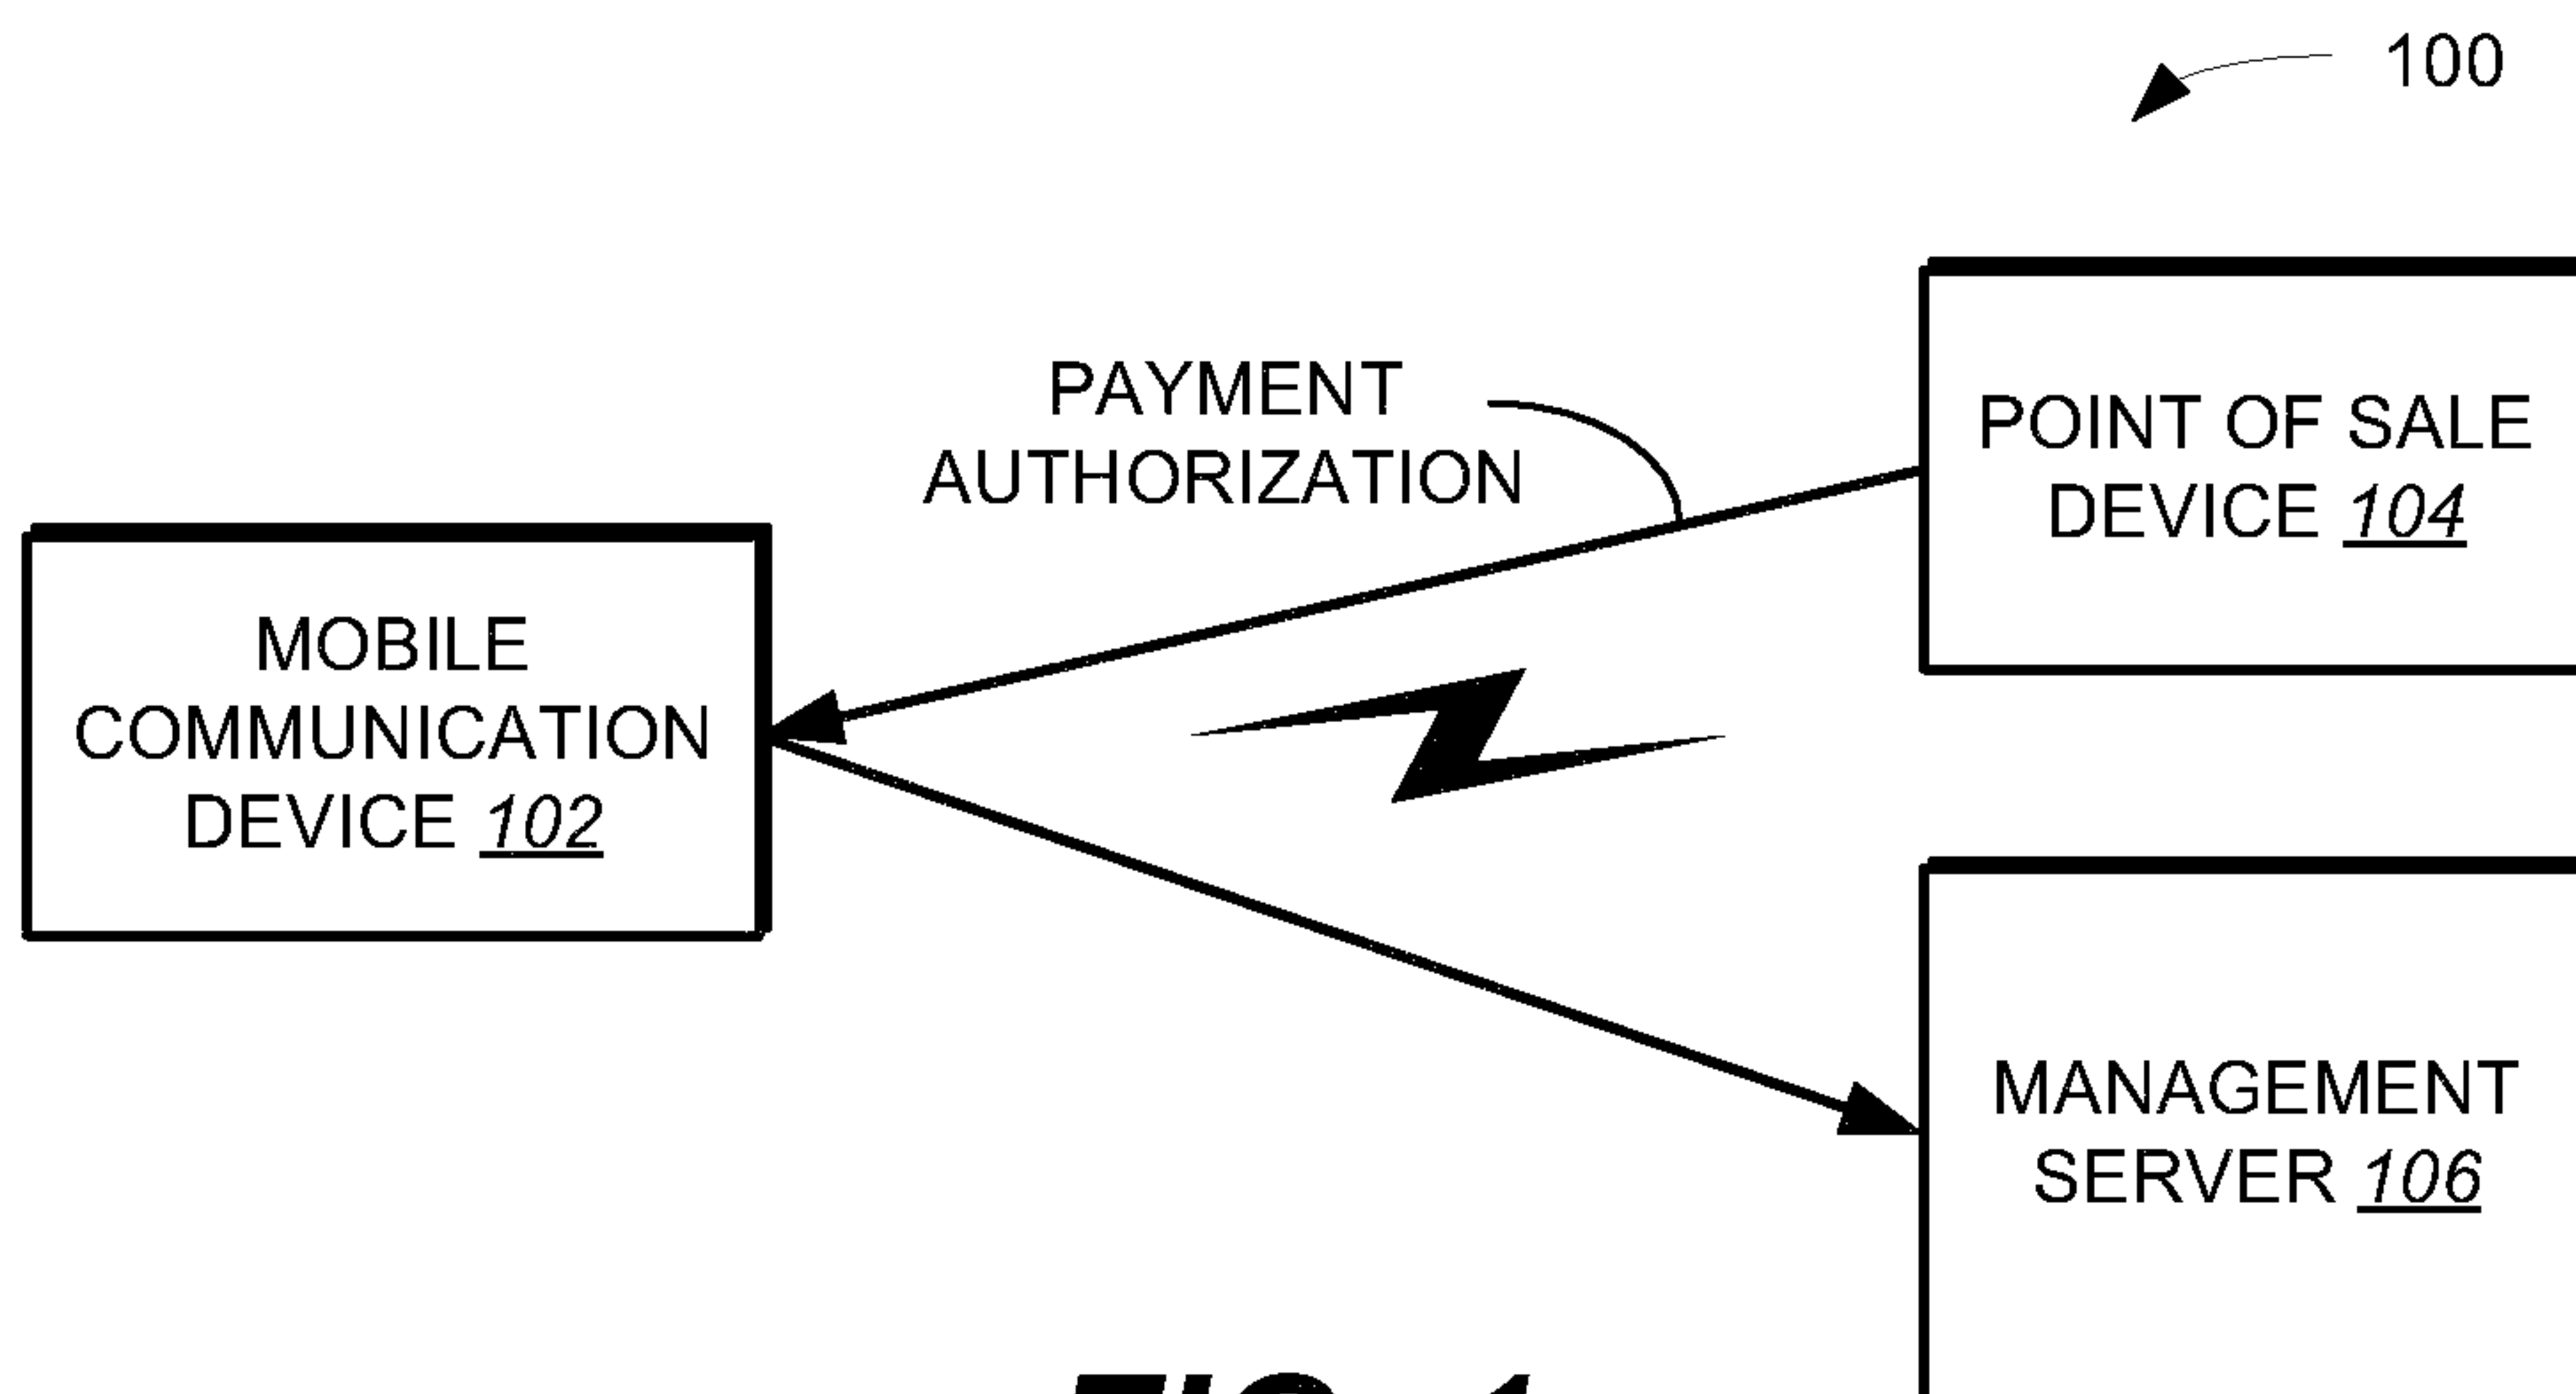 100
PAYMENT
AUTHORIZATION
POINT OF SALE
DEVICE 104
MOBILE
COMMUNICATION
DEVICE 102
MANAGEMENT
SERVER 106